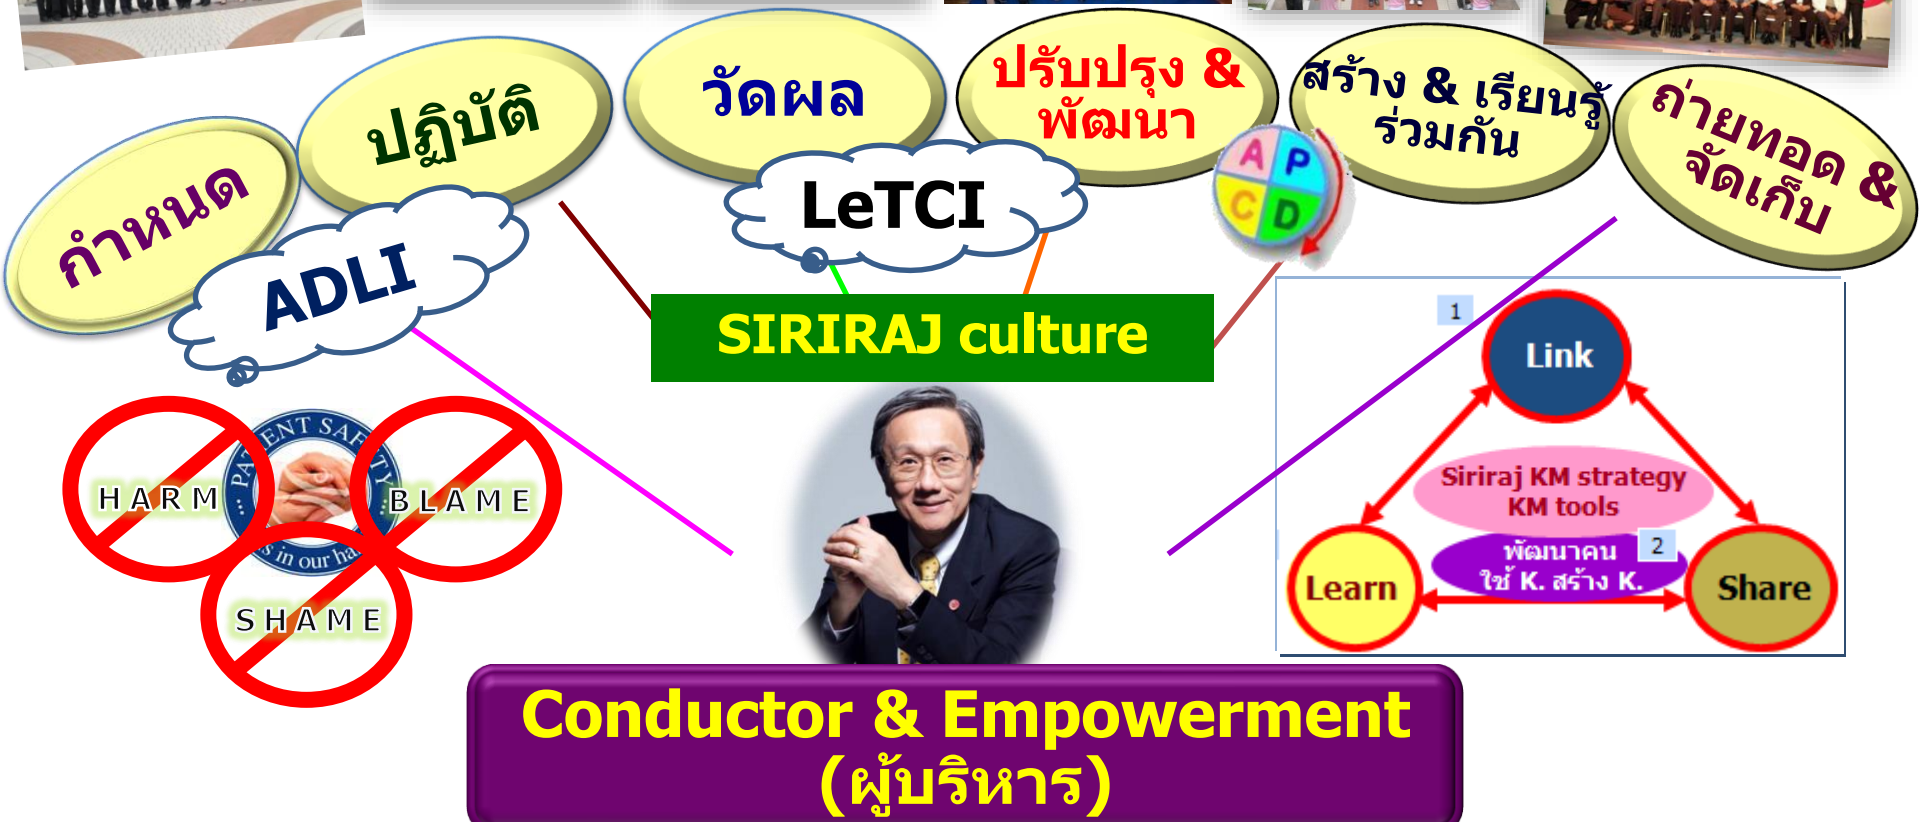 กำหนด
ปฏิบัติ
วัดผล
ปรับปรุง &
พัฒนา
สร้าง & เรียนรู้
ร่วมกัน
ถ่ายทอด &
จัดเก็บ
ADLI
LeTCI
A P
C D
SIRIRAJ culture
HARM
BLAME
SHAME
in our
1
Link
Siriraj KM strategy
KM tools
พัฒนาคน
ใช้ K. สร้าง K.
2
Learn
Share
Conductor & Empowerment
(ผู้บริหาร)